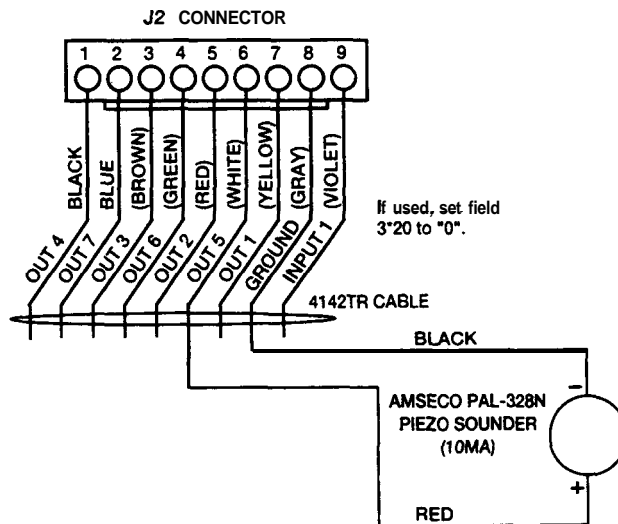 J2 CONNECTOR
1 2 3 4 5 6 7 8 9
BLACK
BLUE
(BROWN)
(GREEN)
(RED)
(WHITE)
(YELLOW)
(GRAY)
(VIOLET)
If used, set field
3*20 to "0".
OUT 4
OUT 7
OUT 3
OUT 6
OUT 2
OUT 5
OUT 1
GROUND
INPUT 1
4142TR CABLE
BLACK
-
AMSECO PAL-328N
PIEZO SOUNDER
(10MA)
+
RED